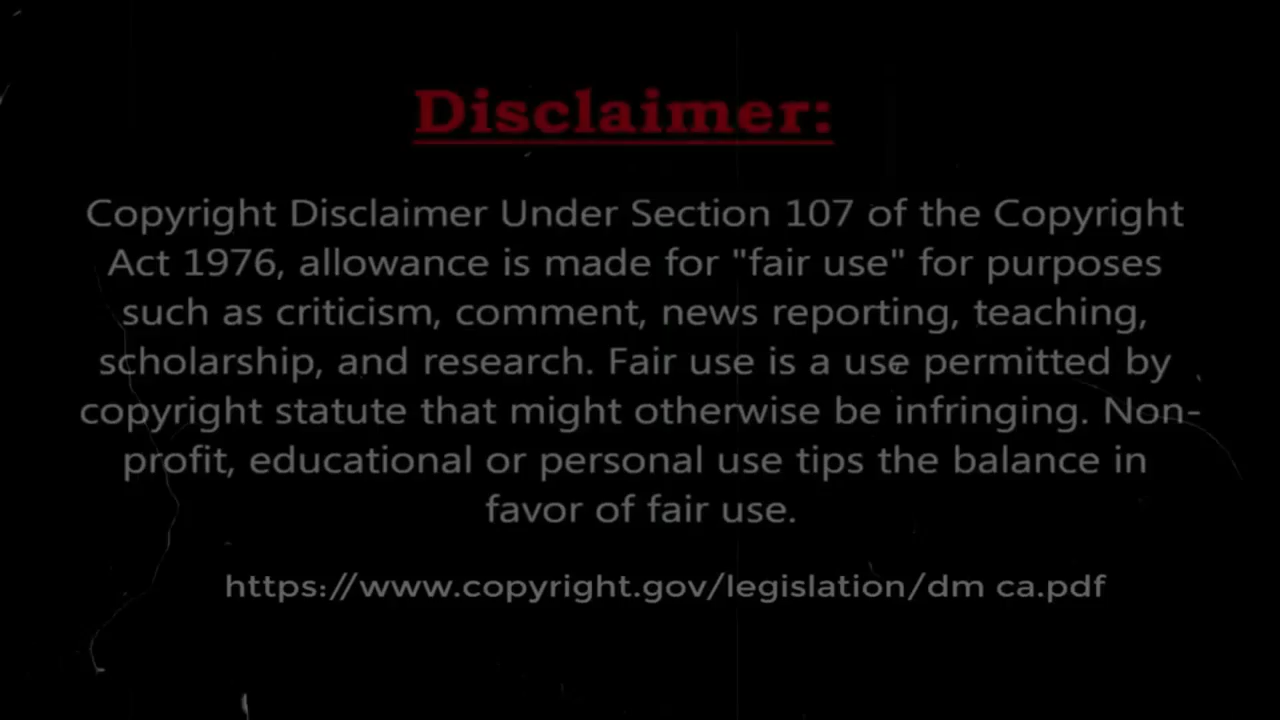 Disclaimer:
Copyright Disclaimer Under Section 107 of the Copyright
Act 1976, allowance is made for "fair use" for purposes
such as criticism, comment, news reporting, teaching,
scholarship, and research. Fair use is a use permitted by
copyright statute that might otherwise be infringing. Non-
profit, educational or personal use tips the balance in
favor of fair use.
https://www.copyright.gov/legislation/dm ca.pdf